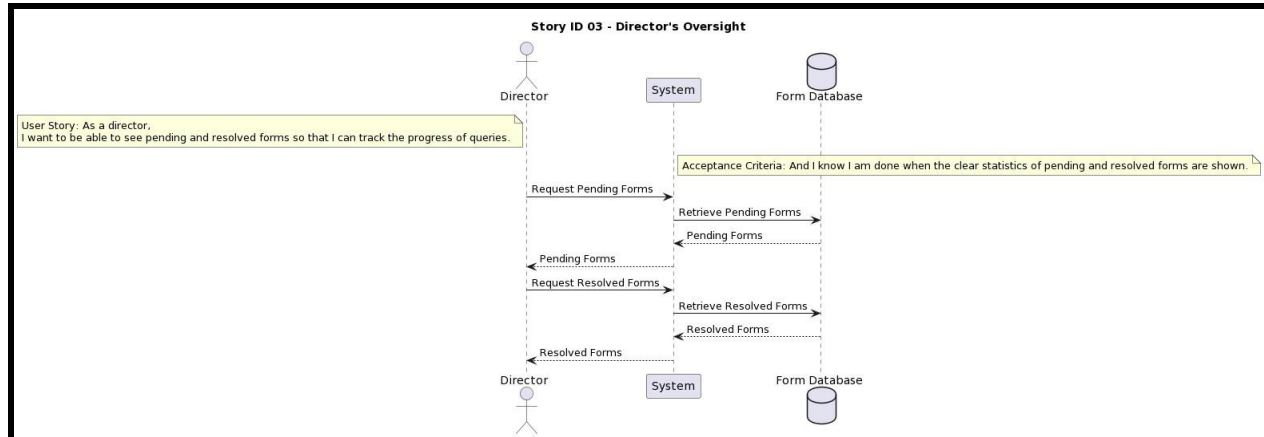 Story ID 03 - Director's Oversight
Director
System
Form Database
User Story: As a director,
I want to be able to see pending and resolved forms so that I can track the progress of queries.
Acceptance Criteria: And I know I am done when the clear statistics of pending and resolved forms are shown.
Request Pending Forms
Retrieve Pending Forms
Pending Forms
Pending Forms
Request Resolved Forms
Retrieve Resolved Forms
Resolved Forms
Resolved Forms
Director
System
Form Database